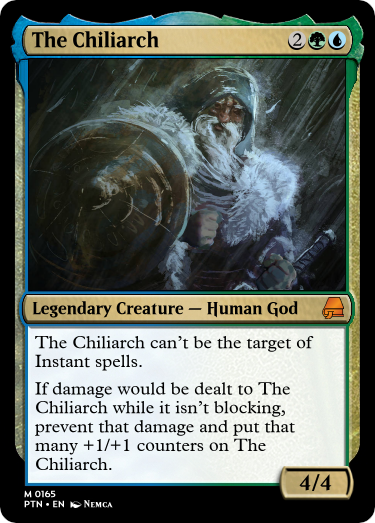 The Chiliarch 2
Legendary Creature — Human God
The Chiliarch can't be the target of
Instant spells.
If damage would be dealt to The
Chiliarch while it isn't blocking,
prevent that damage and put that
many +1/+1 counters on The
Chiliarch.
4/4
M 0165
PTN • EN Nemca